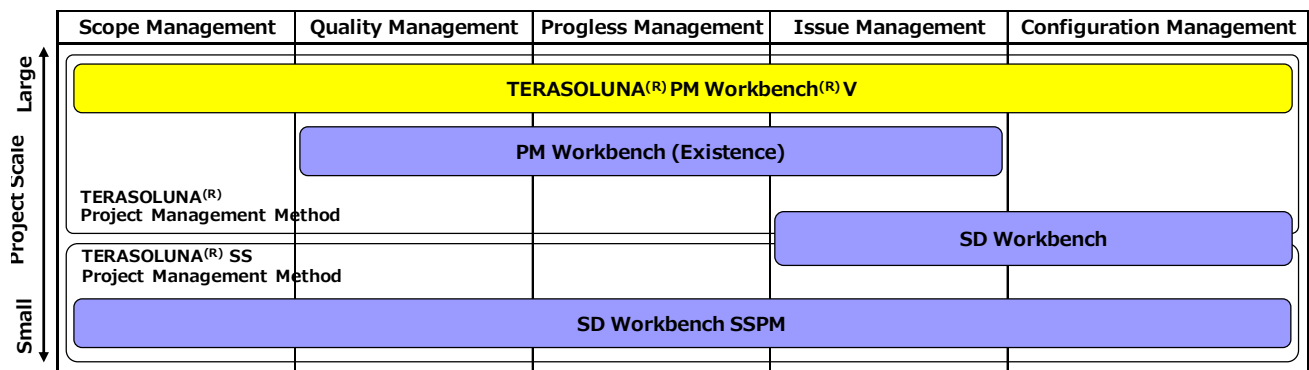 Scope Management
Quality Management
Progless Management
Issue Management
Configuration Management
Large
Project Scale
Small
TERASOLUNA(R) PM Workbench(R) V
PM Workbench (Existence)
TERASOLUNA(R)
Project Management Method
SD Workbench
TERASOLUNA(R) SS
Project Management Method
SD Workbench SSPM